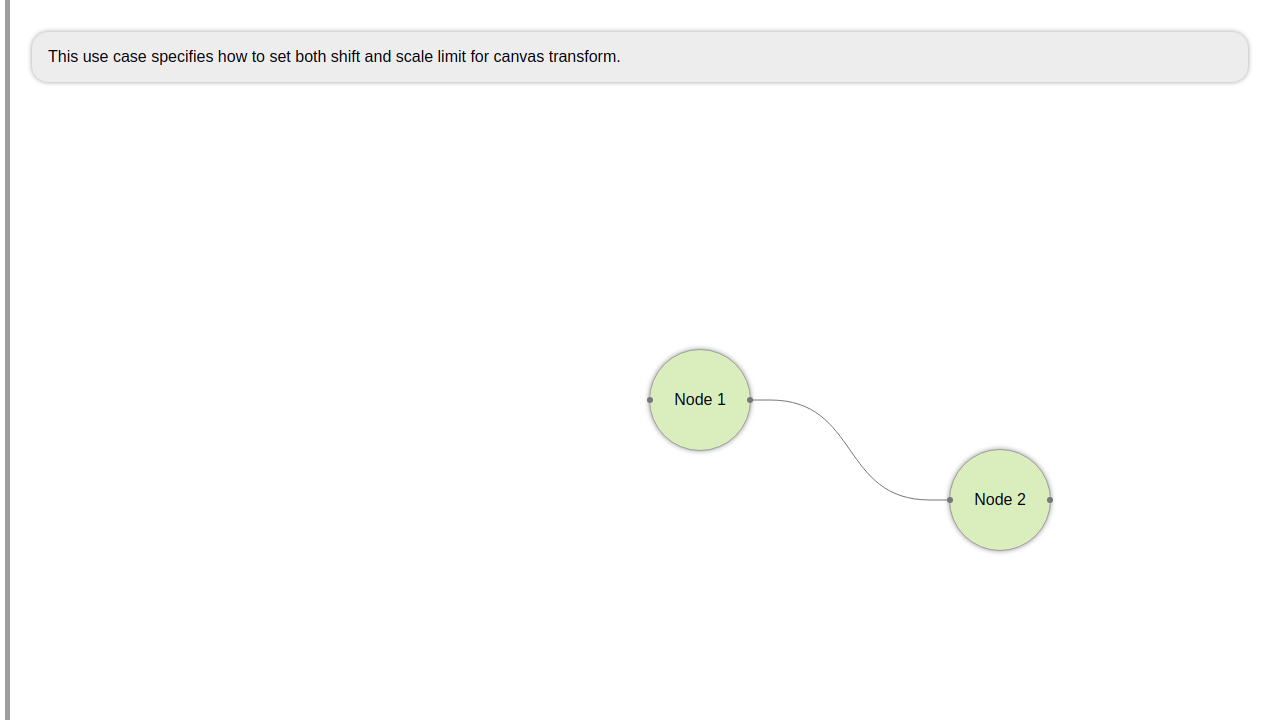 This use case specifies how to set both shift and scale limit for canvas transform.
Node 1
Node 2